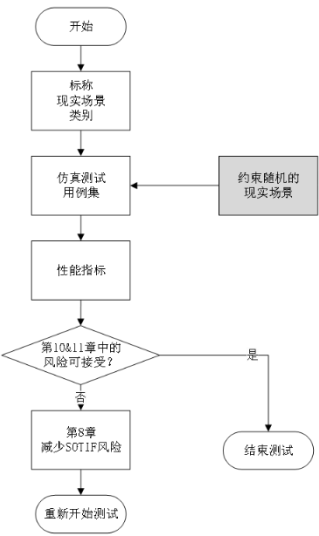 开始
标称
现实场景
类别
仿真测试
用例集
约束随机的
现实场景
性能指标
第10&11章中的
风险可接受?
是
否
第8章
减少SOTIF风险
结束测试
重新开始测试